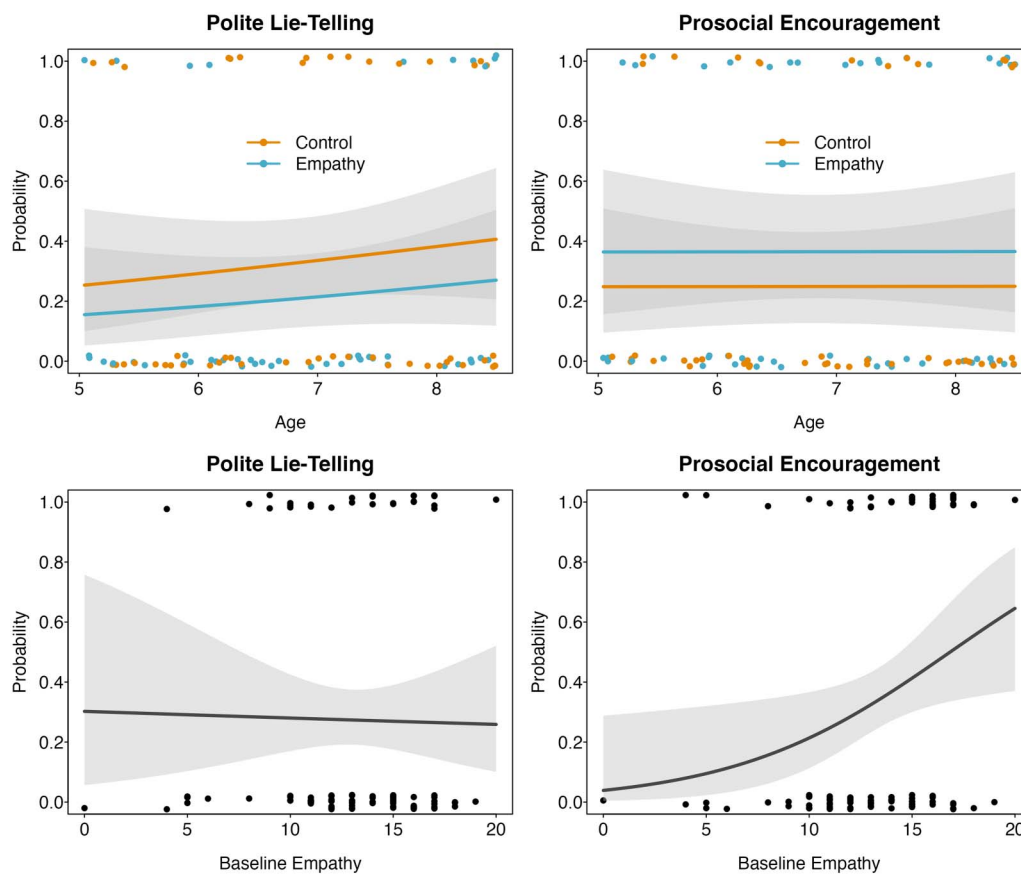 Polite Lie-Telling
1.0
0.8
0.6
0.4
0.2
0.0
Probability
Control
Empathy
5
6
7
8
Age
Prosocial Encouragement
1.0
0.8
0.6
0.4
0.2
0.0
Probability
Control
Empathy
5
6
7
8
Age
Polite Lie-Telling
1.0
0.8
0.6
0.4
0.2
0.0
Probability
0
5
10
15
20
Baseline Empathy
Prosocial Encouragement
1.0
0.8
0.6
0.4
0.2
0.0
Probability
0
5
10
15
20
Baseline Empathy